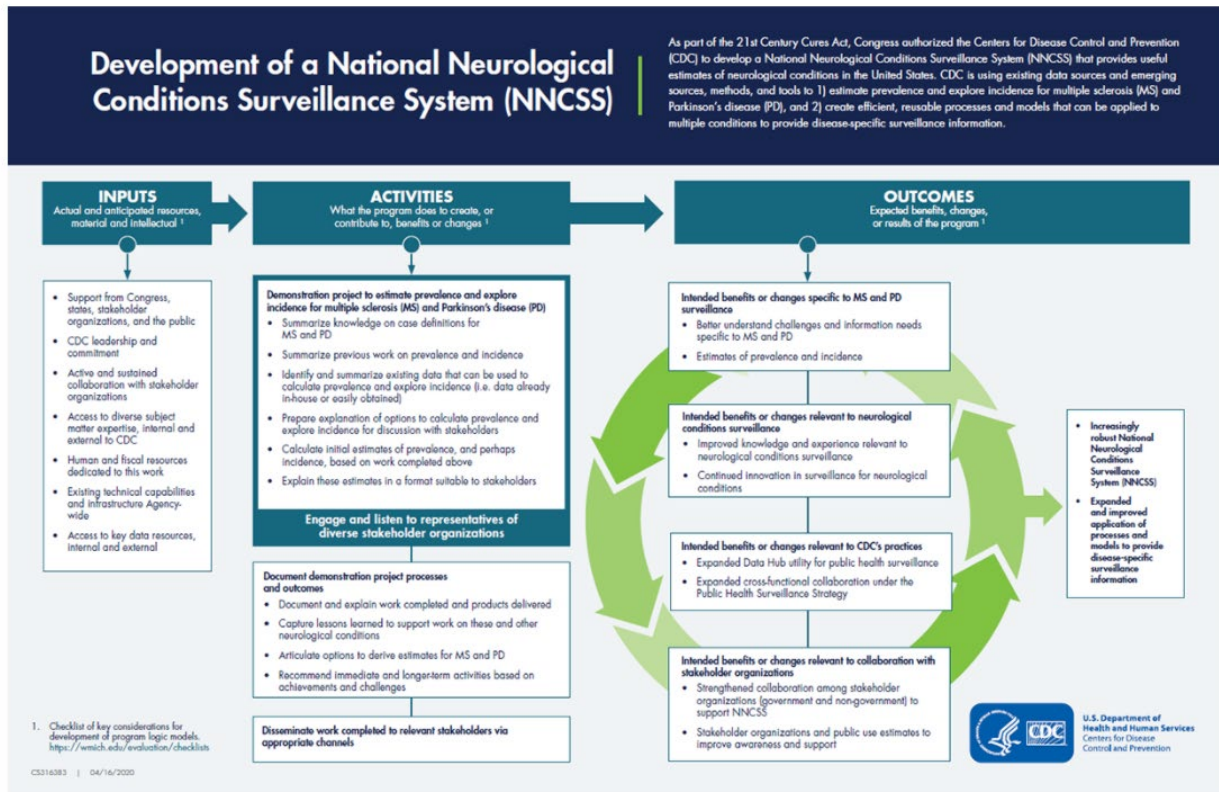 Development of a National Neurological
Conditions Surveillance System (NNCSS)
As part of the 21st Century Cures Act, Congress authorized the Centers for Disease Control and Prevention
(CDC) to develop a National Neurological Conditions Surveillance System (NNCSS) that provides useful
estimates of neurological conditions in the United States. CDC is using existing data sources and emerging
sources, methods, and tools to 1) estimate prevalence and explore incidence for multiple sclerosis (MS) and
Parkinson's disease (PD), and 2) create efficient, reusable processes and models that can be applied to
multiple conditions to provide disease-specific surveillance information.
INPUTS
Actual and anticipated resources,
material and intellectual ¹
• Support from Congress,
states, stakeholder
organizations, and the public
• CDC leadership and
commitment
• Active and sustained
collaboration with stakeholder
organizations
• Access to diverse subject
matter expertise, internal and
external to CDC
• Human and fiscal resources
dedicated to this work
• Existing technical capabilities
and infrastructure Agency-
wide
• Access to key data resources,
internal and external
ACTIVITIES
What the program does to create, or
contribute to, benefits or changes ¹
Demonstration project to estimate prevalence and explore
incidence for multiple sclerosis (MS) and Parkinson's disease (PD)
• Summarize knowledge on case definitions for
MS and PD
• Summarize previous work on prevalence and incidence
• Identify and summarize existing data that can be used to
calculate prevalence and explore incidence (i.e. data already
in-house or easily obtained)
• Prepare explanation of options to calculate prevalence and
explore incidence for discussion with stakeholders
• Calculate initial estimates of prevalence, and perhaps
incidence, based on work completed above
• Explain these estimates in a format suitable to stakeholders
Engage and listen to representatives of
diverse stakeholder organizations
Document demonstration project processes
and outcomes
• Document and explain work completed and products delivered
• Capture lessons learned to support work on these and other
neurological conditions
• Articulate options to derive estimates for MS and PD
• Recommend immediate and longer-term activities based on
achievements and challenges
Disseminate work completed to relevant stakeholders via
appropriate channels
OUTCOMES
Expected benefits, changes,
or results of the program ¹
Intended benefits or changes specific to MS and PD
surveillance
• Better understand challenges and information needs
specific to MS and PD
• Estimates of prevalence and incidence
Intended benefits or changes relevant to neurological
conditions surveillance
• Improved knowledge and experience relevant to
neurological conditions surveillance
• Continued innovation in surveillance for neurological
conditions
Intended benefits or changes relevant to CDC's practices
• Expanded Data Hub utility for public health surveillance
• Expanded cross-functional collaboration under the
Public Health Surveillance Strategy
Intended benefits or changes relevant to collaboration with
stakeholder organizations
• Strengthened collaboration among stakeholder
organizations (government and non-government) to
support NNCSS
• Stakeholder organizations and public use estimates to
improve awareness and support
• Increasingly
robust National
Neurological
Conditions
Surveillance
System (NNCSS)
• Expanded
and improved
application of
processes and
models to provide
disease-specific
surveillance
information
1. Checklist of key considerations for
development of program logic models.
https://wmich.edu/evaluation/checklists
CS316383 | 04/16/2020
CDC
U.S. Department of
Health and Human Services
Centers for Disease
Control and Prevention